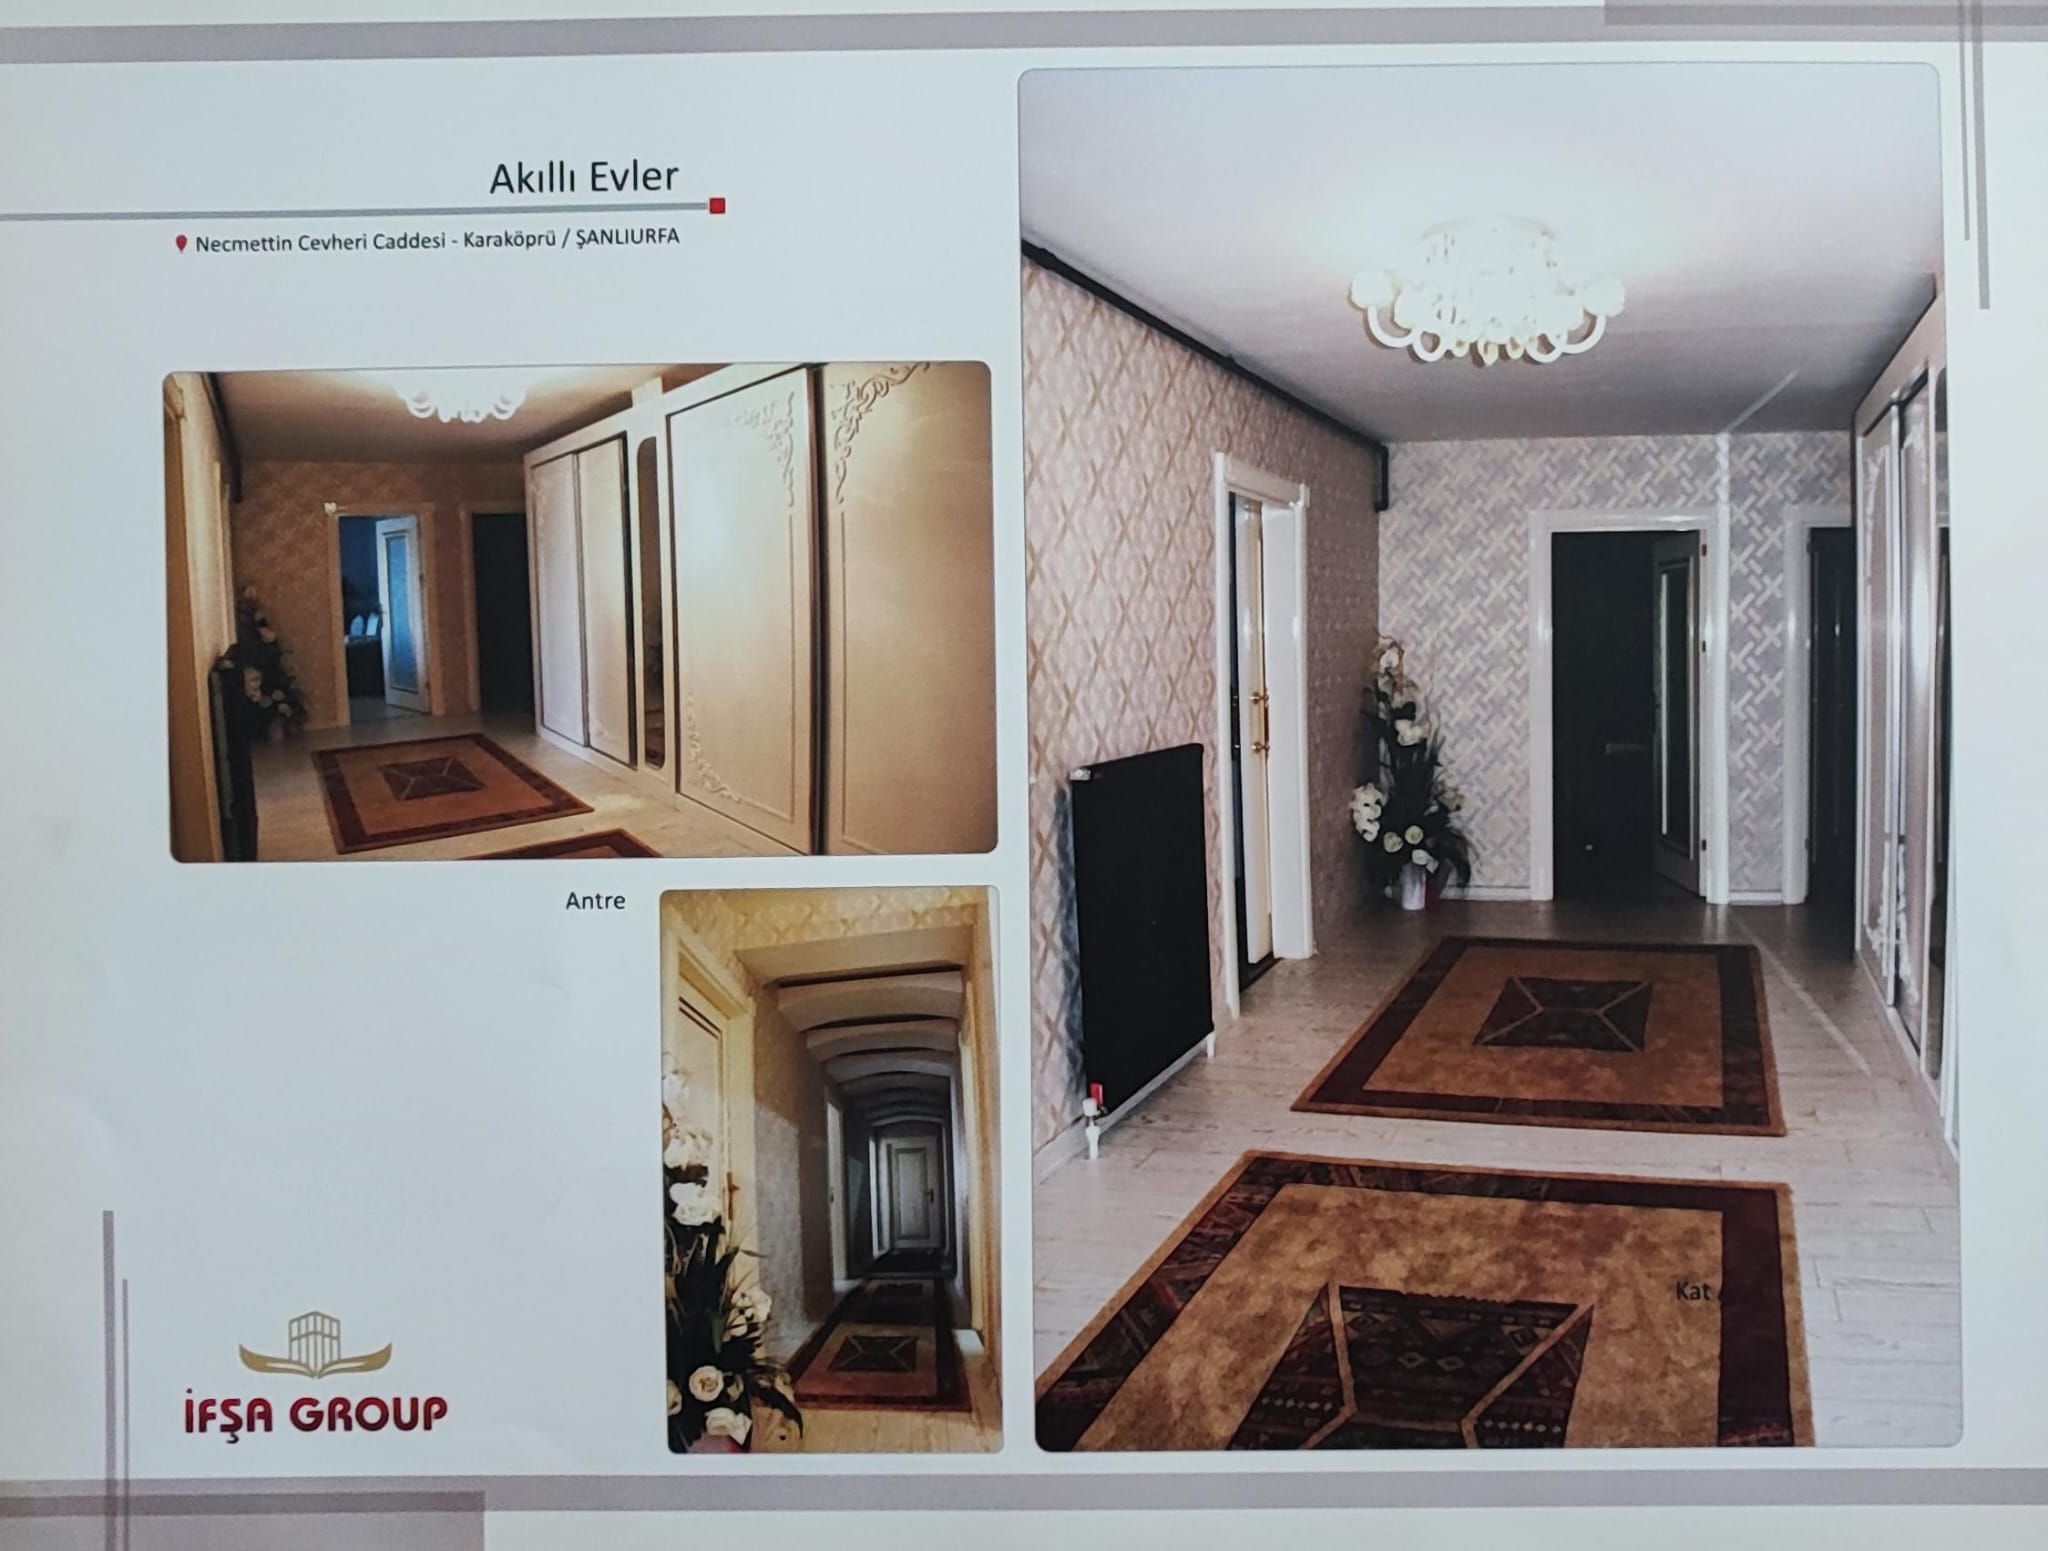 Akıllı Evler
Necmettin Cevheri Caddesi - Karaköprü / ŞANLIURFA
Antre
Kat
İFŞA GROUP